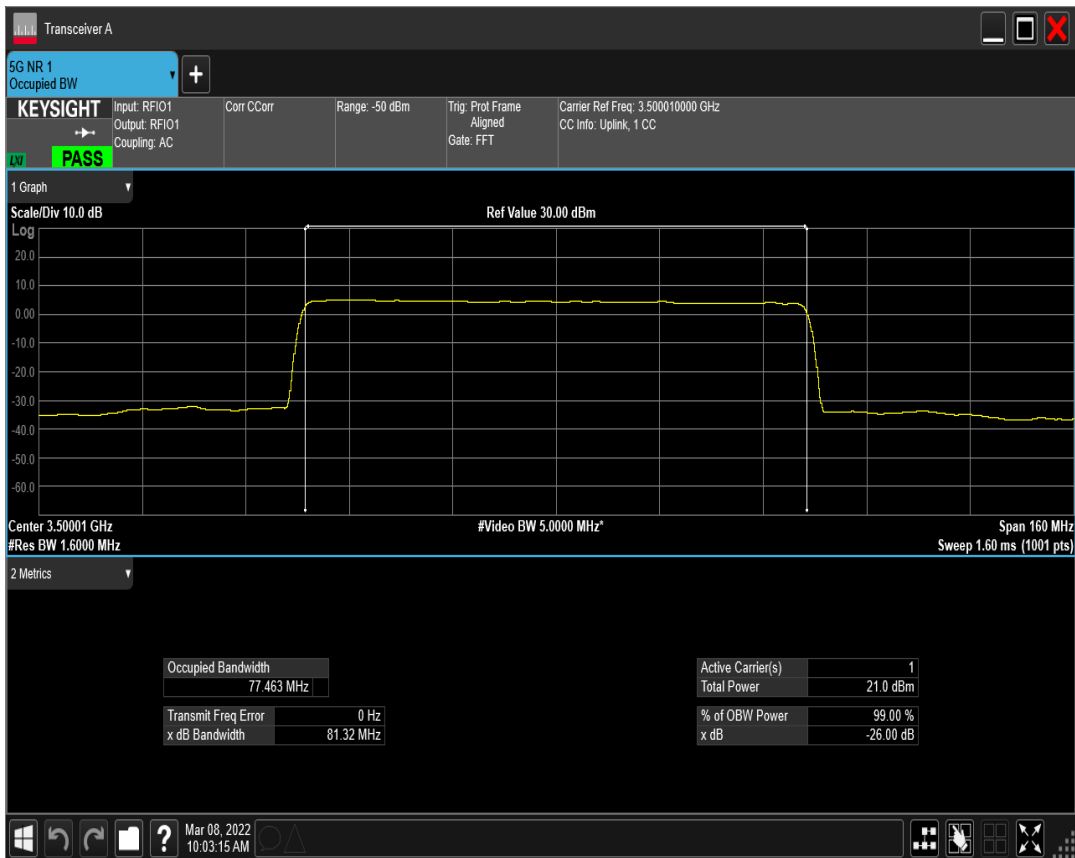 Transceiver A
5G NR 1
Occupied BW
+
KEYSIGHT
LXI
PASS
Input: RFIO1
Output: RFIO1
Coupling: AC
Corr CCorr
Range: -50 dBm
Trig: Prot Frame
Aligned
Gate: FFT
Carrier Ref Freq: 3.500010000 GHz
CC Info: Uplink, 1 CC
1 Graph
Scale/Div 10.0 dB
Ref Value 30.00 dBm
Log
20.0
10.0
0.00
-10.0
-20.0
-30.0
-40.0
-50.0
-60.0
Center 3.50001 GHz
#Video BW 5.0000 MHz*
Span 160 MHz
#Res BW 1.6000 MHz
Sweep 1.60 ms (1001 pts)
2 Metrics
Occupied Bandwidth
77.463 MHz
Transmit Freq Error 0 Hz
x dB Bandwidth 81.32 MHz
Active Carrier(s) 1
Total Power 21.0 dBm
% of OBW Power 99.00 %
x dB -26.00 dB
?
Mar 08, 2022
10:03:15 AM